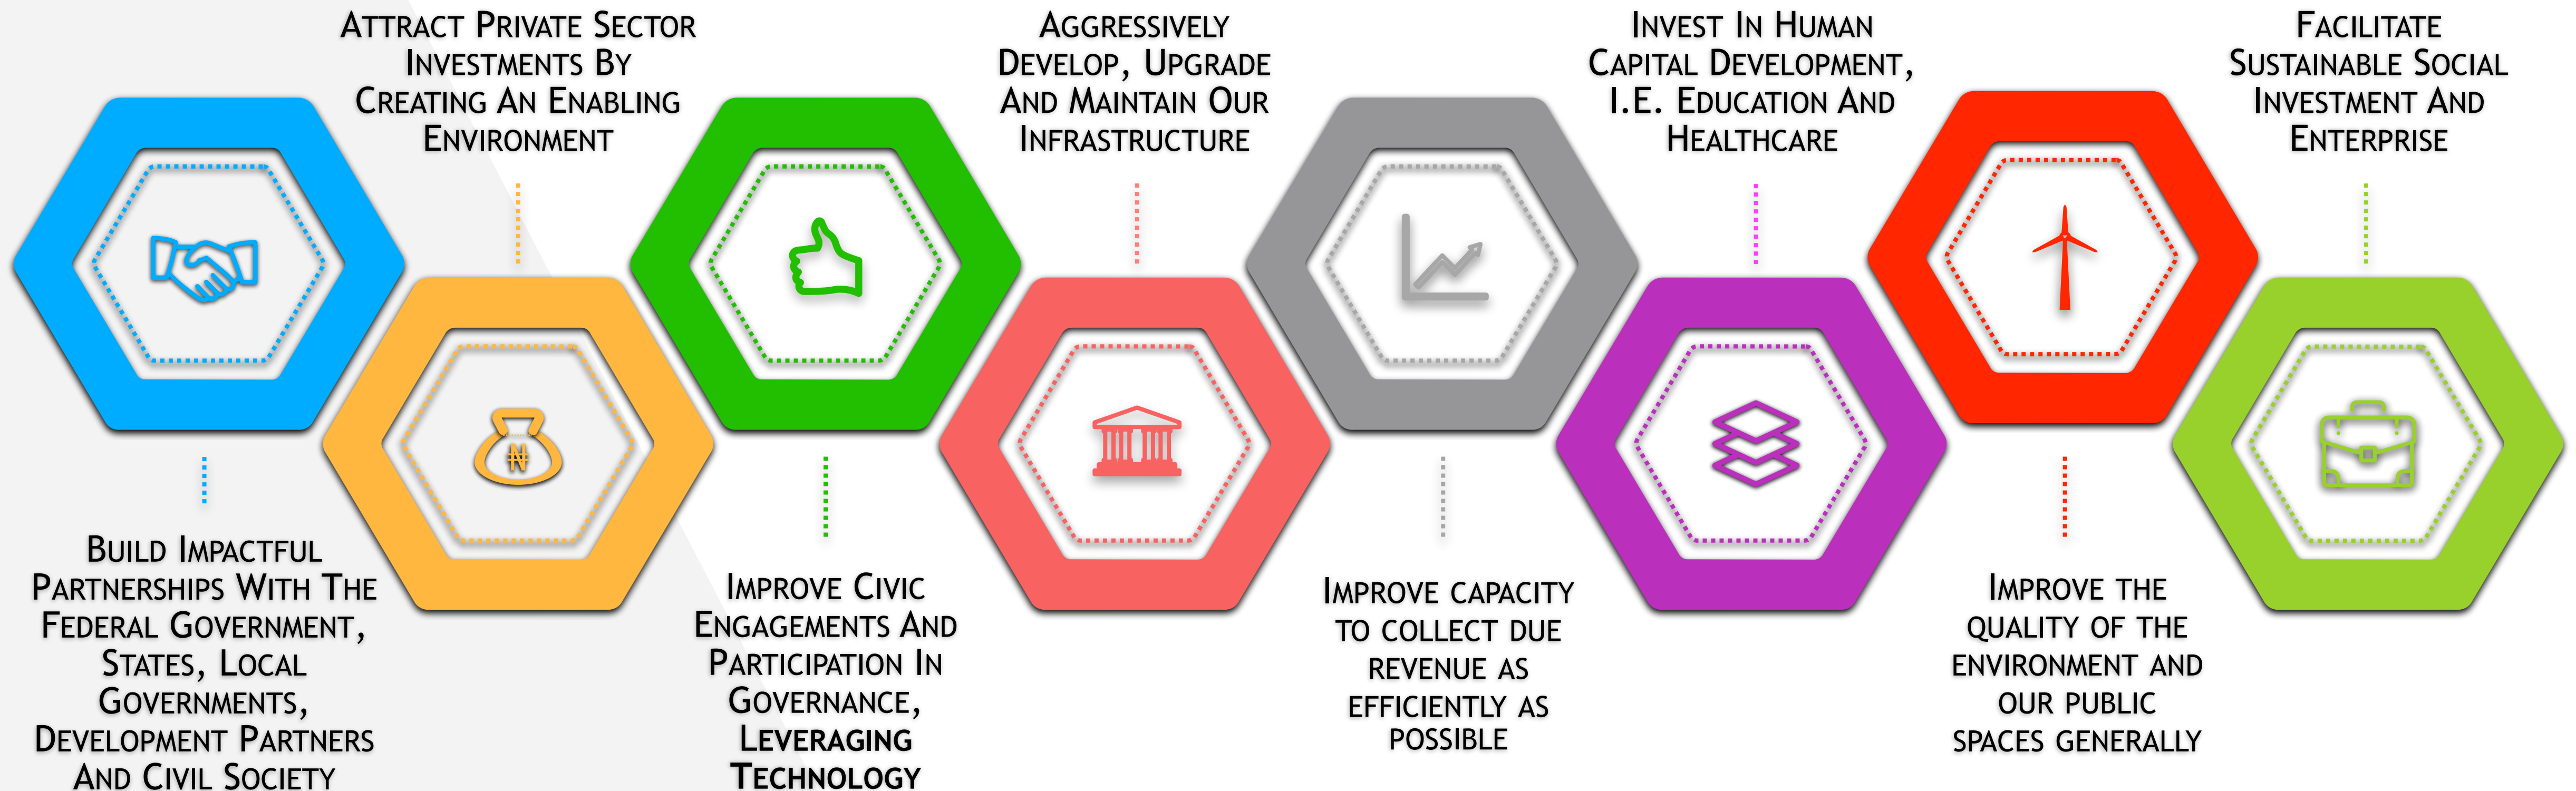 Build Impactful
Partnerships With The
Federal Government,
States, Local
Governments,
Development Partners
And Civil Society
Attract Private Sector
Investments By
Creating An Enabling
Environment
₦
Improve Civic
Engagements And
Participation In
Governance,
Leveraging
Technology
Aggressively
Develop, Upgrade
And Maintain Our
Infrastructure
Improve capacity
to collect due
revenue as
efficiently as
possible
Invest In Human
Capital Development,
I.E. Education And
Healthcare
Improve the
quality of the
environment and
our public
spaces generally
Facilitate
Sustainable Social
Investment And
Enterprise